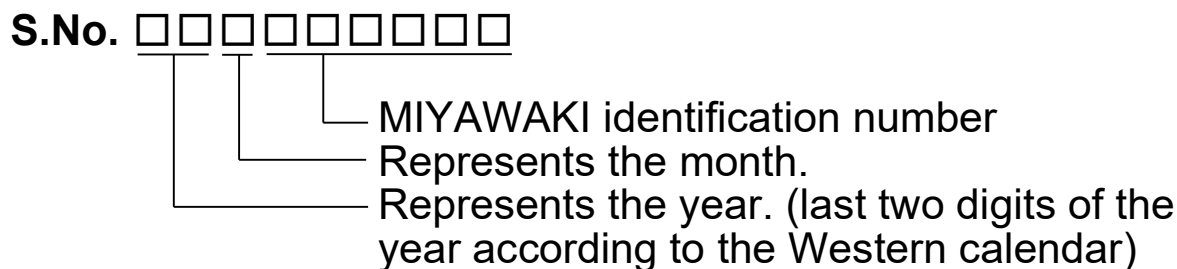 S.No. □□□□□□□□□
MIYAWAKI identification number
Represents the month.
Represents the year. (last two digits of the
year according to the Western calendar)